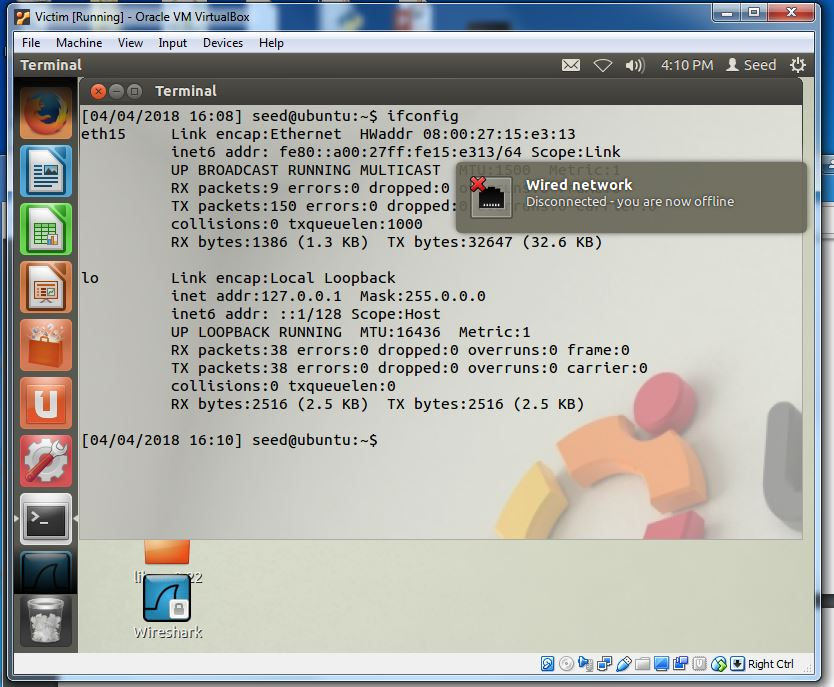 Victim [Running] - Oracle VM VirtualBox
File Machine View Input Devices Help
Terminal 4:10 PM Seed
Terminal
[04/04/2018 16:08] seed@ubuntu:~$ ifconfig
eth15 Link encap:Ethernet HWaddr 08:00:27:15:e3:13
inet6 addr: fe80::a00:27ff:fe15:e313/64 Scope:Link
UP BROADCAST RUNNING MULTICAST MTU:1500 Metric:1
RX packets:9 errors:0 dropped:0
TX packets:150 errors:0 dropped:0
collisions:0 txqueuelen:1000
RX bytes:1386 (1.3 KB) TX bytes:32647 (32.6 KB)
Wired network
Disconnected - you are now offline
lo Link encap:Local Loopback
inet addr:127.0.0.1 Mask:255.0.0.0
inet6 addr: ::1/128 Scope:Host
UP LOOPBACK RUNNING MTU:16436 Metric:1
RX packets:38 errors:0 dropped:0 overruns:0 frame:0
TX packets:38 errors:0 dropped:0 overruns:0 carrier:0
collisions:0 txqueuelen:0
RX bytes:2516 (2.5 KB) TX bytes:2516 (2.5 KB)
[04/04/2018 16:10] seed@ubuntu:~$
Wireshark
Right Ctrl